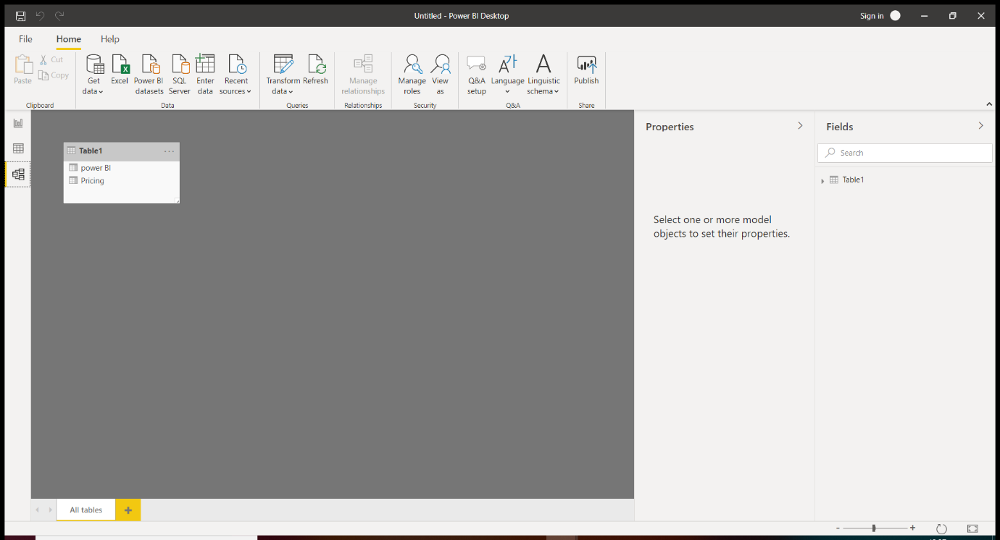 Untitled - Power BI Desktop
Sign in
File Home Help
Paste
Cut
Copy
Clipboard
Get data
Excel
Power BI datasets
SQL Server
Enter data
Recent sources
Data
Transform data
Refresh
Queries
Manage relationships
Relationships
Manage roles
View as
Security
Q&A setup
Language
Linguistic schema
Q&A
Publish
Share
Table1 ...
power BI
Pricing
Properties
Select one or more model
objects to set their properties.
Fields
Search
Table1
All tables +
- +